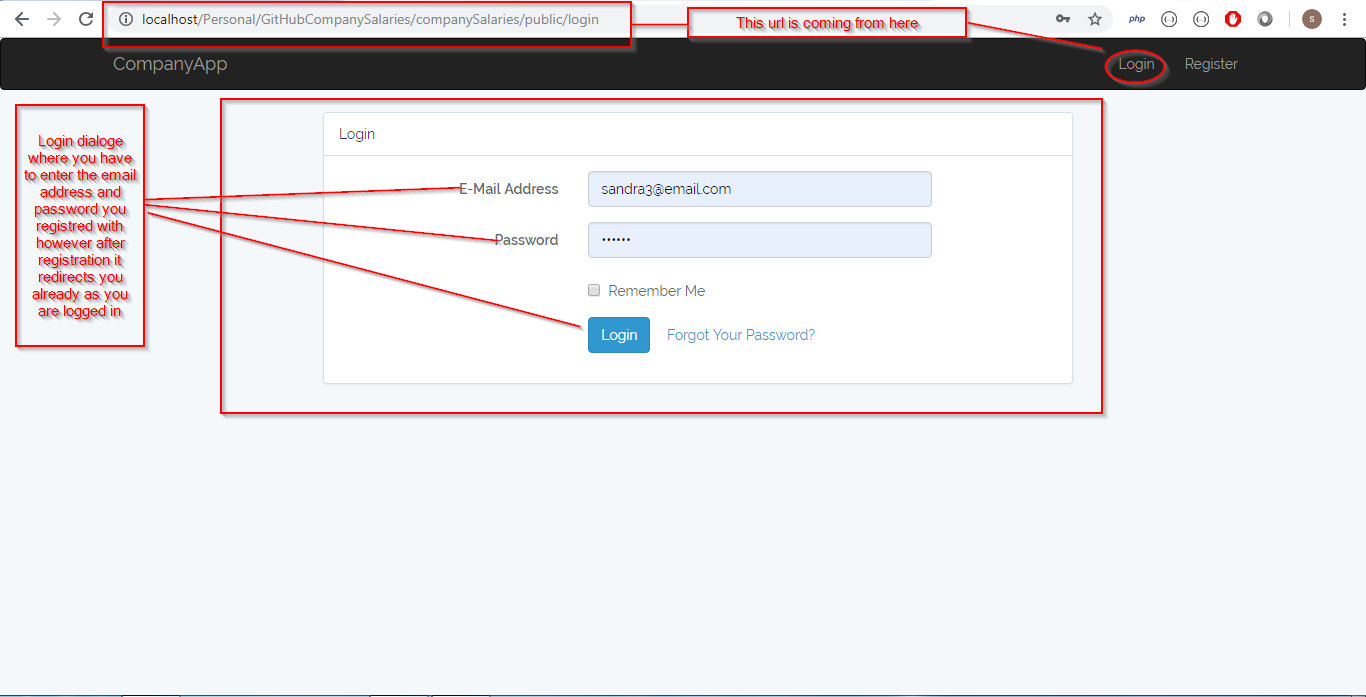 localhost/Personal/GitHubCompanySalaries/companySalaries/public/login
This url is coming from here
php
S
CompanyApp
Login
Register
Login dialoge
where you have
to enter the email
address and
password you
registred with
however after
registration it
redirects you
already as you
are logged in
Login
E-Mail Address
sandra3@email.com
Password
••••••
Remember Me
Login
Forgot Your Password?